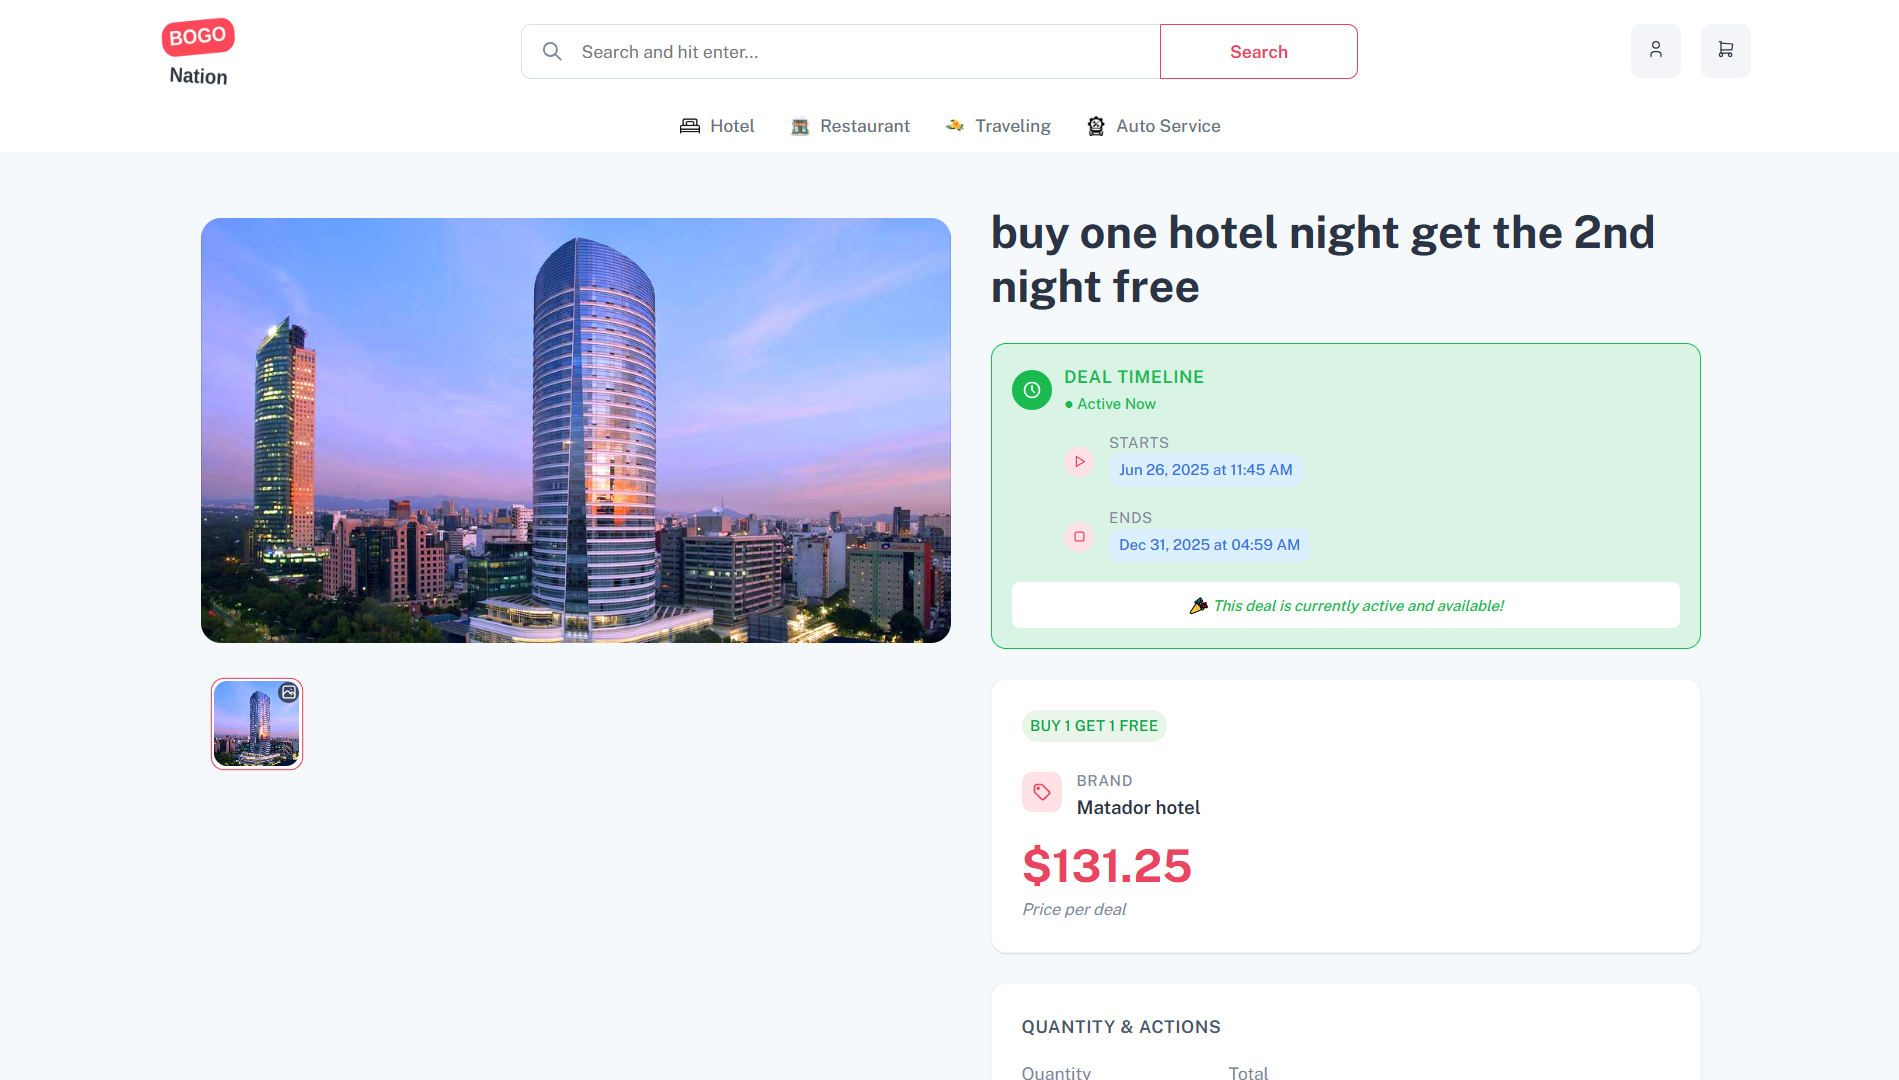 BOGO
Nation
Search and hit enter...
Search
Hotel
Restaurant
Traveling
Auto Service
buy one hotel night get the 2nd
night free
DEAL TIMELINE
● Active Now
STARTS
Jun 26, 2025 at 11:45 AM
ENDS
Dec 31, 2025 at 04:59 AM
🎉 This deal is currently active and available!
BUY 1 GET 1 FREE
BRAND
Matador hotel
$131.25
Price per deal
QUANTITY & ACTIONS
Quantity
Total